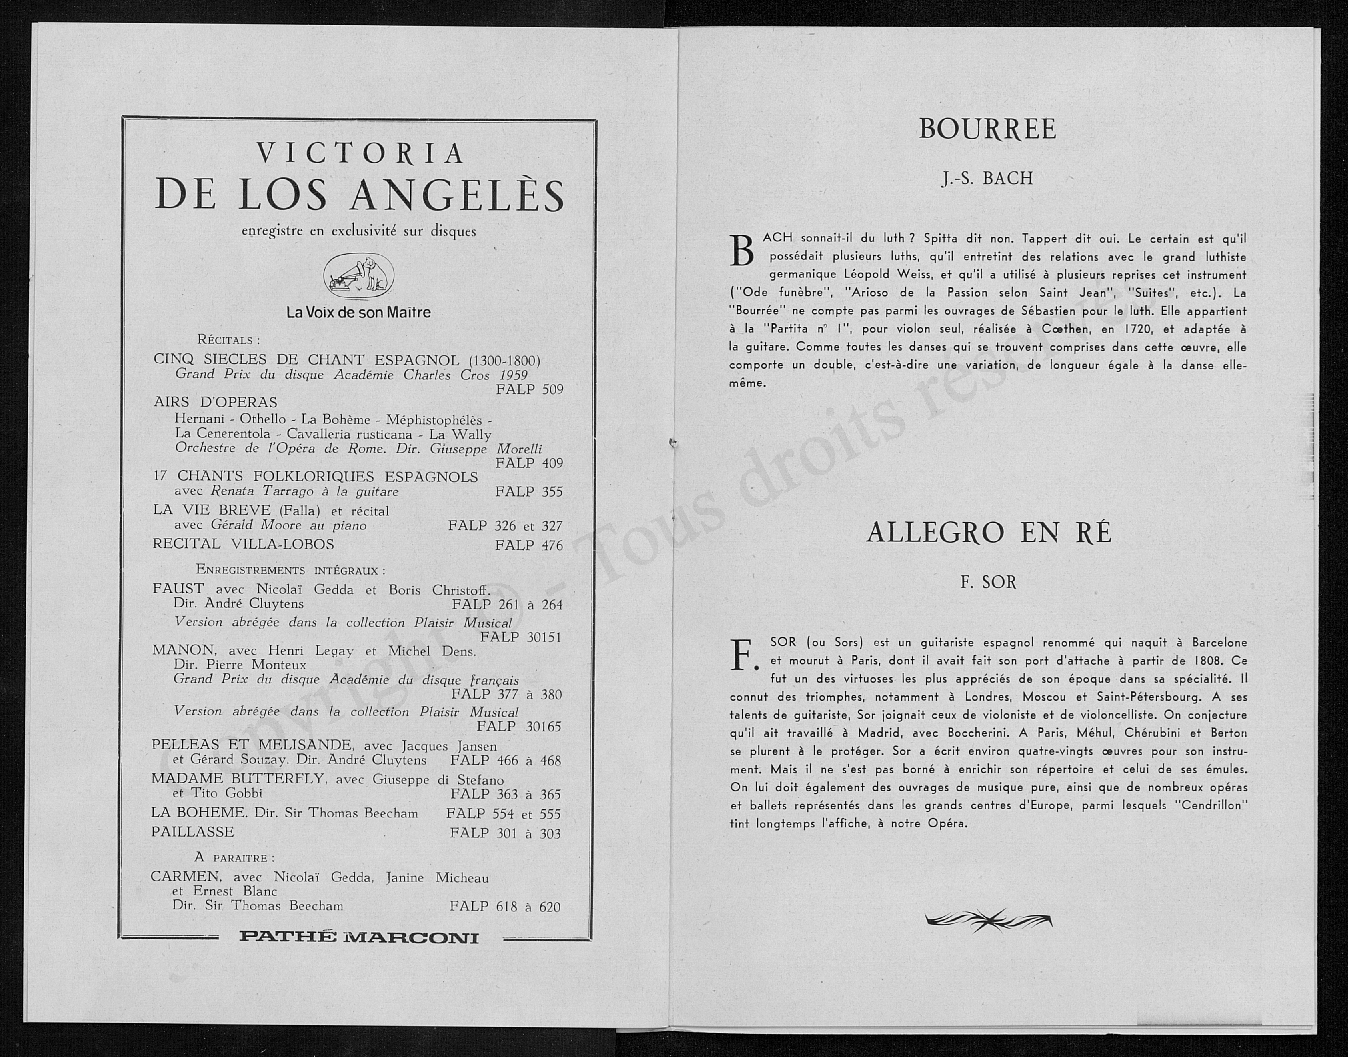 VICTORIA
DE LOS ANGELÈS
enregistre en exclusivité sur disques
La Voix de son Maître
RÉCITALS :
CINQ SIECLES DE CHANT ESPAGNOL (1300-1800)
Grand Prix du disque Académie Charles Cros 1959
FALP 509
AIRS D'OPERAS
Hernani - Othello - La Bohème - Méphistophélès -
La Cenerentola - Cavalleria rusticana - La Wally
Orchestre de l'Opéra de Rome. Dir. Giuseppe Morelli
FALP 409
17 CHANTS FOLKLORIQUES ESPAGNOLS
avec Renata Tarrago à la guitare FALP 355
LA VIE BREVE (Falla) et récital
avec Gérald Moore au piano FALP 326 et 327
RECITAL VILLA-LOBOS FALP 476
ENREGISTREMENTS INTÉGRAUX :
FAUST avec Nicolaï Gedda et Boris Christoff.
Dir. André Cluytens FALP 261 à 264
Version abrégée dans la collection Plaisir Musical
FALP 30151
MANON, avec Henri Legay et Michel Dens.
Dir. Pierre Monteux
Grand Prix du disque Académie du disque français
FALP 377 à 380
Version abrégée dans la collection Plaisir Musical
FALP 30165
PELLEAS ET MELISANDE, avec Jacques Jansen
et Gérard Souzay. Dir. André Cluytens FALP 466 à 468
MADAME BUTTERFLY, avec Giuseppe di Stefano
et Tito Gobbi FALP 363 à 365
LA BOHEME. Dir. Sir Thomas Beecham FALP 554 et 555
PAILLASSE FALP 301 à 303
A PARAITRE :
CARMEN, avec Nicolaï Gedda, Janine Micheau
et Ernest Blanc
Dir. Sir Thomas Beecham FALP 618 à 620
PATHÉ MARCONI
BOURREE
J.-S. BACH
BACH sonnait-il du luth ? Spitta dit non. Tappert dit oui. Le certain est qu'il
possédait plusieurs luths, qu'il entretint des relations avec le grand luthiste
germanique Léopold Weiss, et qu'il a utilisé à plusieurs reprises cet instrument
("Ode funèbre", "Arioso de la Passion selon Saint Jean", "Suites", etc.). La
"Bourrée" ne compte pas parmi les ouvrages de Sébastien pour le luth. Elle appartient
à la "Partita n° 1", pour violon seul, réalisée à Cœthen, en 1720, et adaptée à
la guitare. Comme toutes les danses qui se trouvent comprises dans cette œuvre, elle
comporte un double, c'est-à-dire une variation, de longueur égale à la danse elle-
même.
ALLEGRO EN RÉ
F. SOR
F. SOR (ou Sors) est un guitariste espagnol renommé qui naquit à Barcelone
et mourut à Paris, dont il avait fait son port d'attache à partir de 1808. Ce
fut un des virtuoses les plus appréciés de son époque dans sa spécialité. Il
connut des triomphes, notamment à Londres, Moscou et Saint-Pétersbourg. A ses
talents de guitariste, Sor joignait ceux de violoniste et de violoncelliste. On conjecture
qu'il ait travaillé à Madrid, avec Boccherini. A Paris, Méhul, Chérubini et Berton
se plurent à le protéger. Sor a écrit environ quatre-vingts œuvres pour son instru-
ment. Mais il ne s'est pas borné à enrichir son répertoire et celui de ses émules.
On lui doit également des ouvrages de musique pure, ainsi que de nombreux opéras
et ballets représentés dans les grands centres d'Europe, parmi lesquels "Cendrillon"
tint longtemps l'affiche, à notre Opéra.
Copyright © - Tous droits réservés